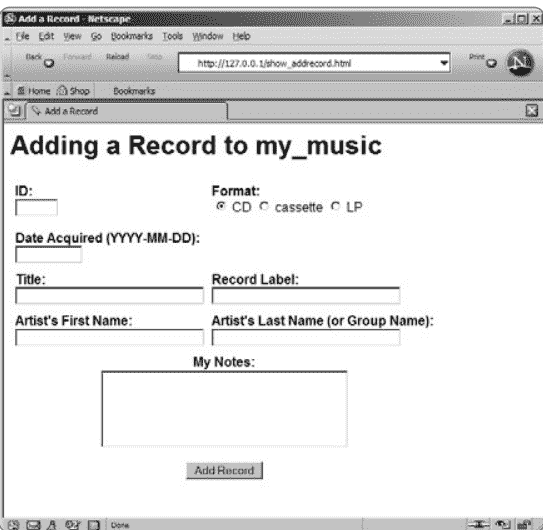 Add a Record - Netscape
File Edit View Go Bookmarks Tools Window Help
Back Forward Reload Stop http://127.0.0.1/show_addrecord.html Print N
Home Shop Bookmarks
Add a Record
Adding a Record to my_music
ID: Format:
CD cassette LP
Date Acquired (YYYY-MM-DD):
Title: Record Label:
Artist's First Name: Artist's Last Name (or Group Name):
My Notes:
Add Record
Done